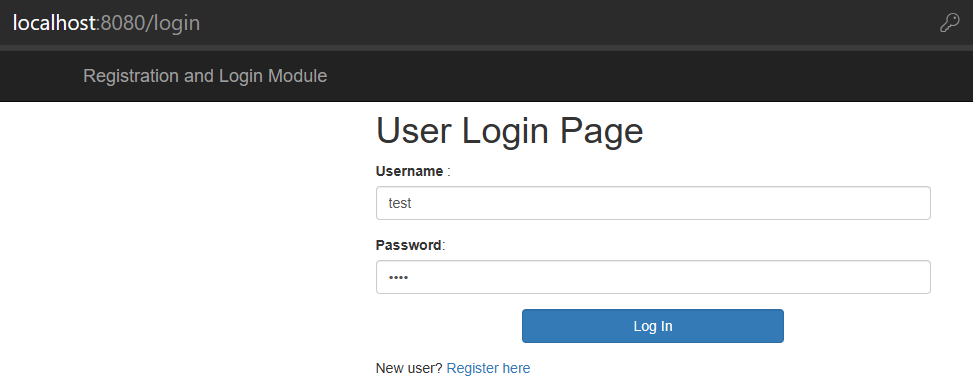 localhost:8080/login
Registration and Login Module
User Login Page
Username :
test
Password:
••••
Log In
New user? Register here